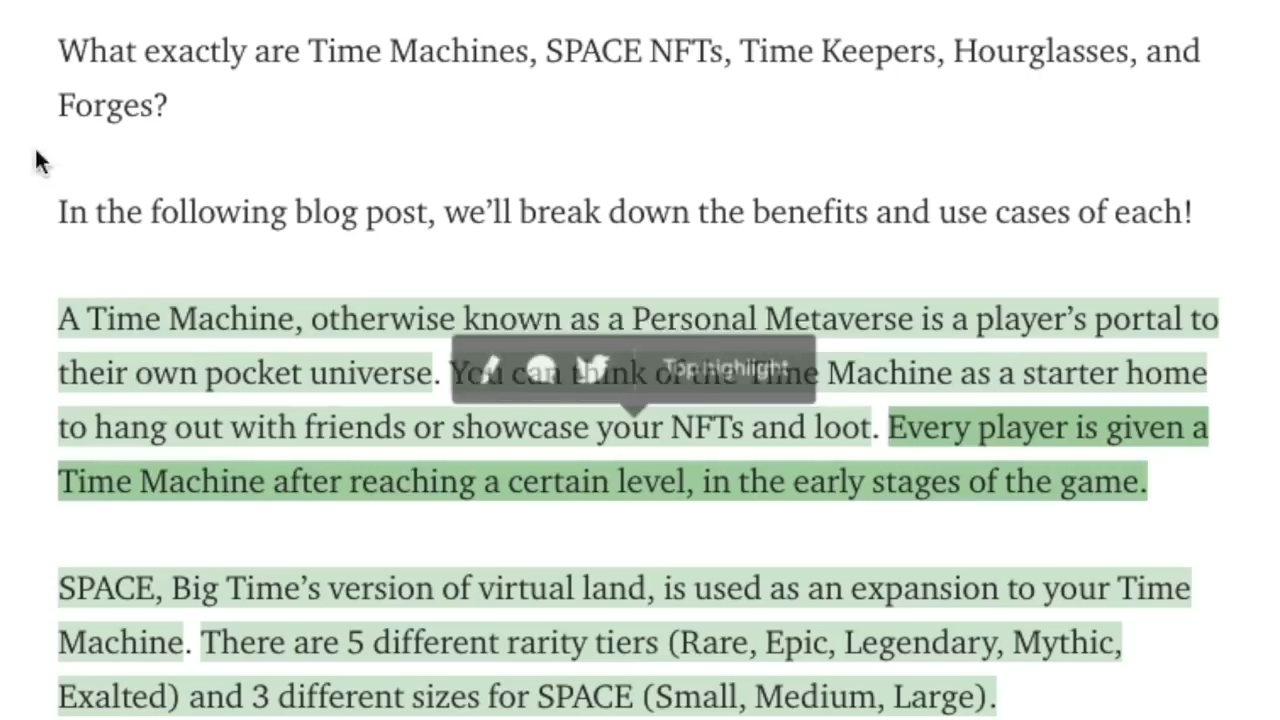 What exactly are Time Machines, SPACE NFTs, Time Keepers, Hourglasses, and
Forges?
In the following blog post, we’ll break down the benefits and use cases of each!
A Time Machine, otherwise known as a Personal Metaverse is a player’s portal to
their own pocket universe. You can think of the Time Machine as a starter home
Top highlight
to hang out with friends or showcase your NFTs and loot. Every player is given a
Time Machine after reaching a certain level, in the early stages of the game.
SPACE, Big Time’s version of virtual land, is used as an expansion to your Time
Machine. There are 5 different rarity tiers (Rare, Epic, Legendary, Mythic,
Exalted) and 3 different sizes for SPACE (Small, Medium, Large).